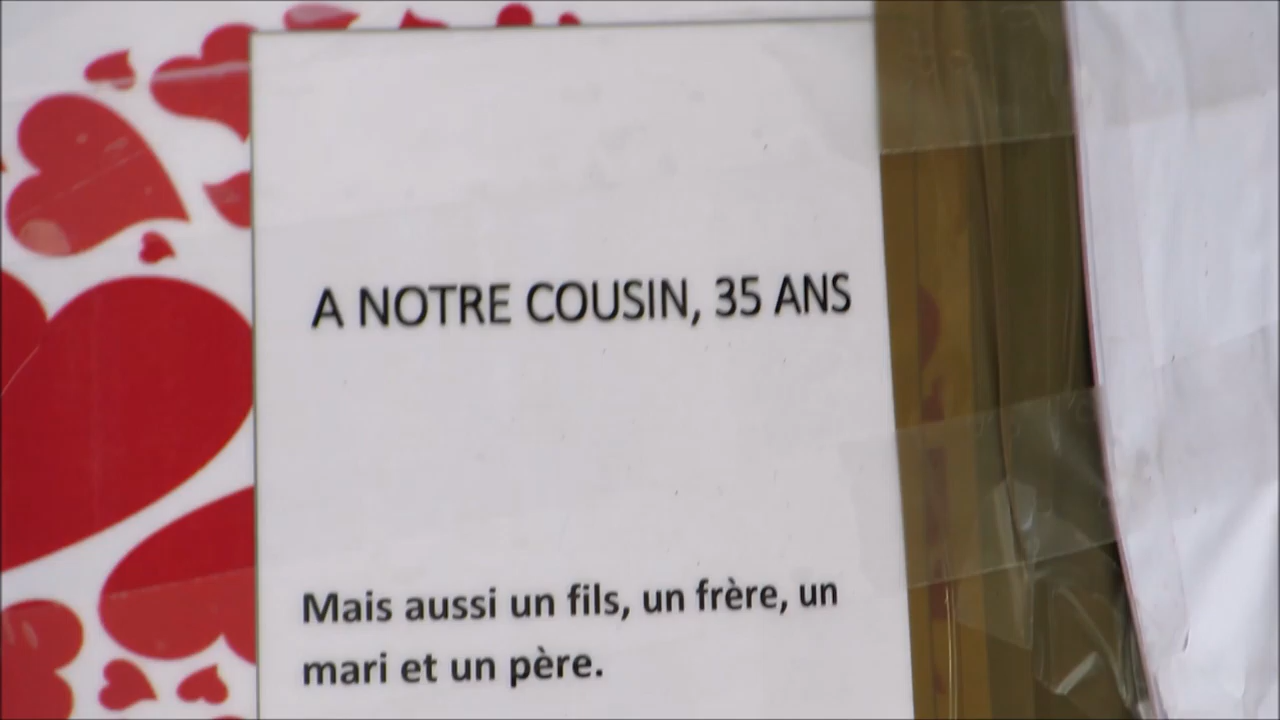 A NOTRE COUSIN, 35 ANS
Mais aussi un fils, un frère, un
mari et un père.